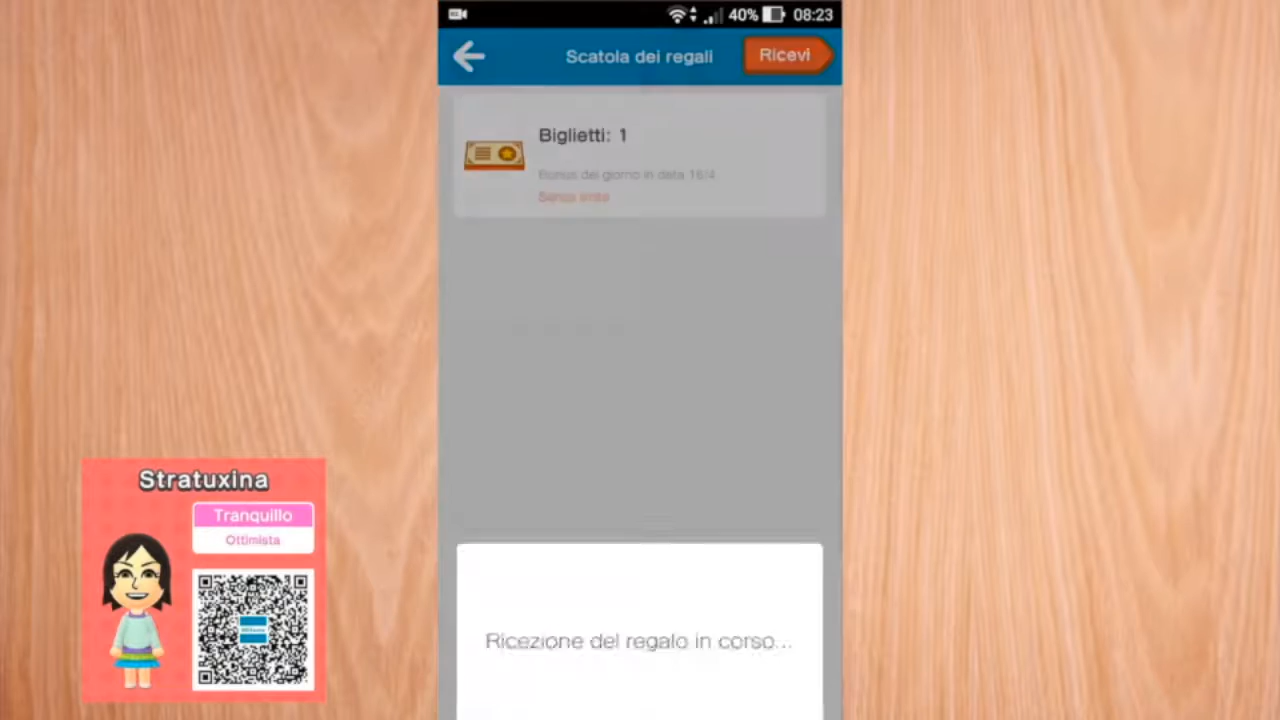 40% 08:23
Scatola dei regali
Ricevi
Biglietti: 1
Bonus del giorno in data 16/4
Senza limite
Ricezione del regalo in corso...
Stratuxina
Tranquillo
Ottimista